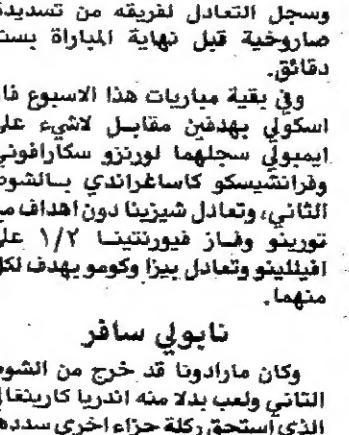 وسجل التعادل لفريقه من تسديدة
صاروخية قبل نهاية المباراة بست
دقائق.
وفي بقية مباريات هذا الاسبوع فاز
اسكولي بهدفين مقابل لاشيء على
ايمبولي سجلهما لورنزو سكارافوني
وفرانشيسكو كاساغراندي بالشوط
الثاني، وتعادل شيزينا دون اهداف مع
تورينو وفاز فيورنتينا ١/٢ على
افيللينو وتعادل بيزا وكومو بهدف لكل
منهما.
نابولي سافر
وكان مارادونا قد خرج من الشوط
الثاني ولعب بدلا منه اندريا كارينفالي
الذي استحق ركلة جزاء اخرى سددها